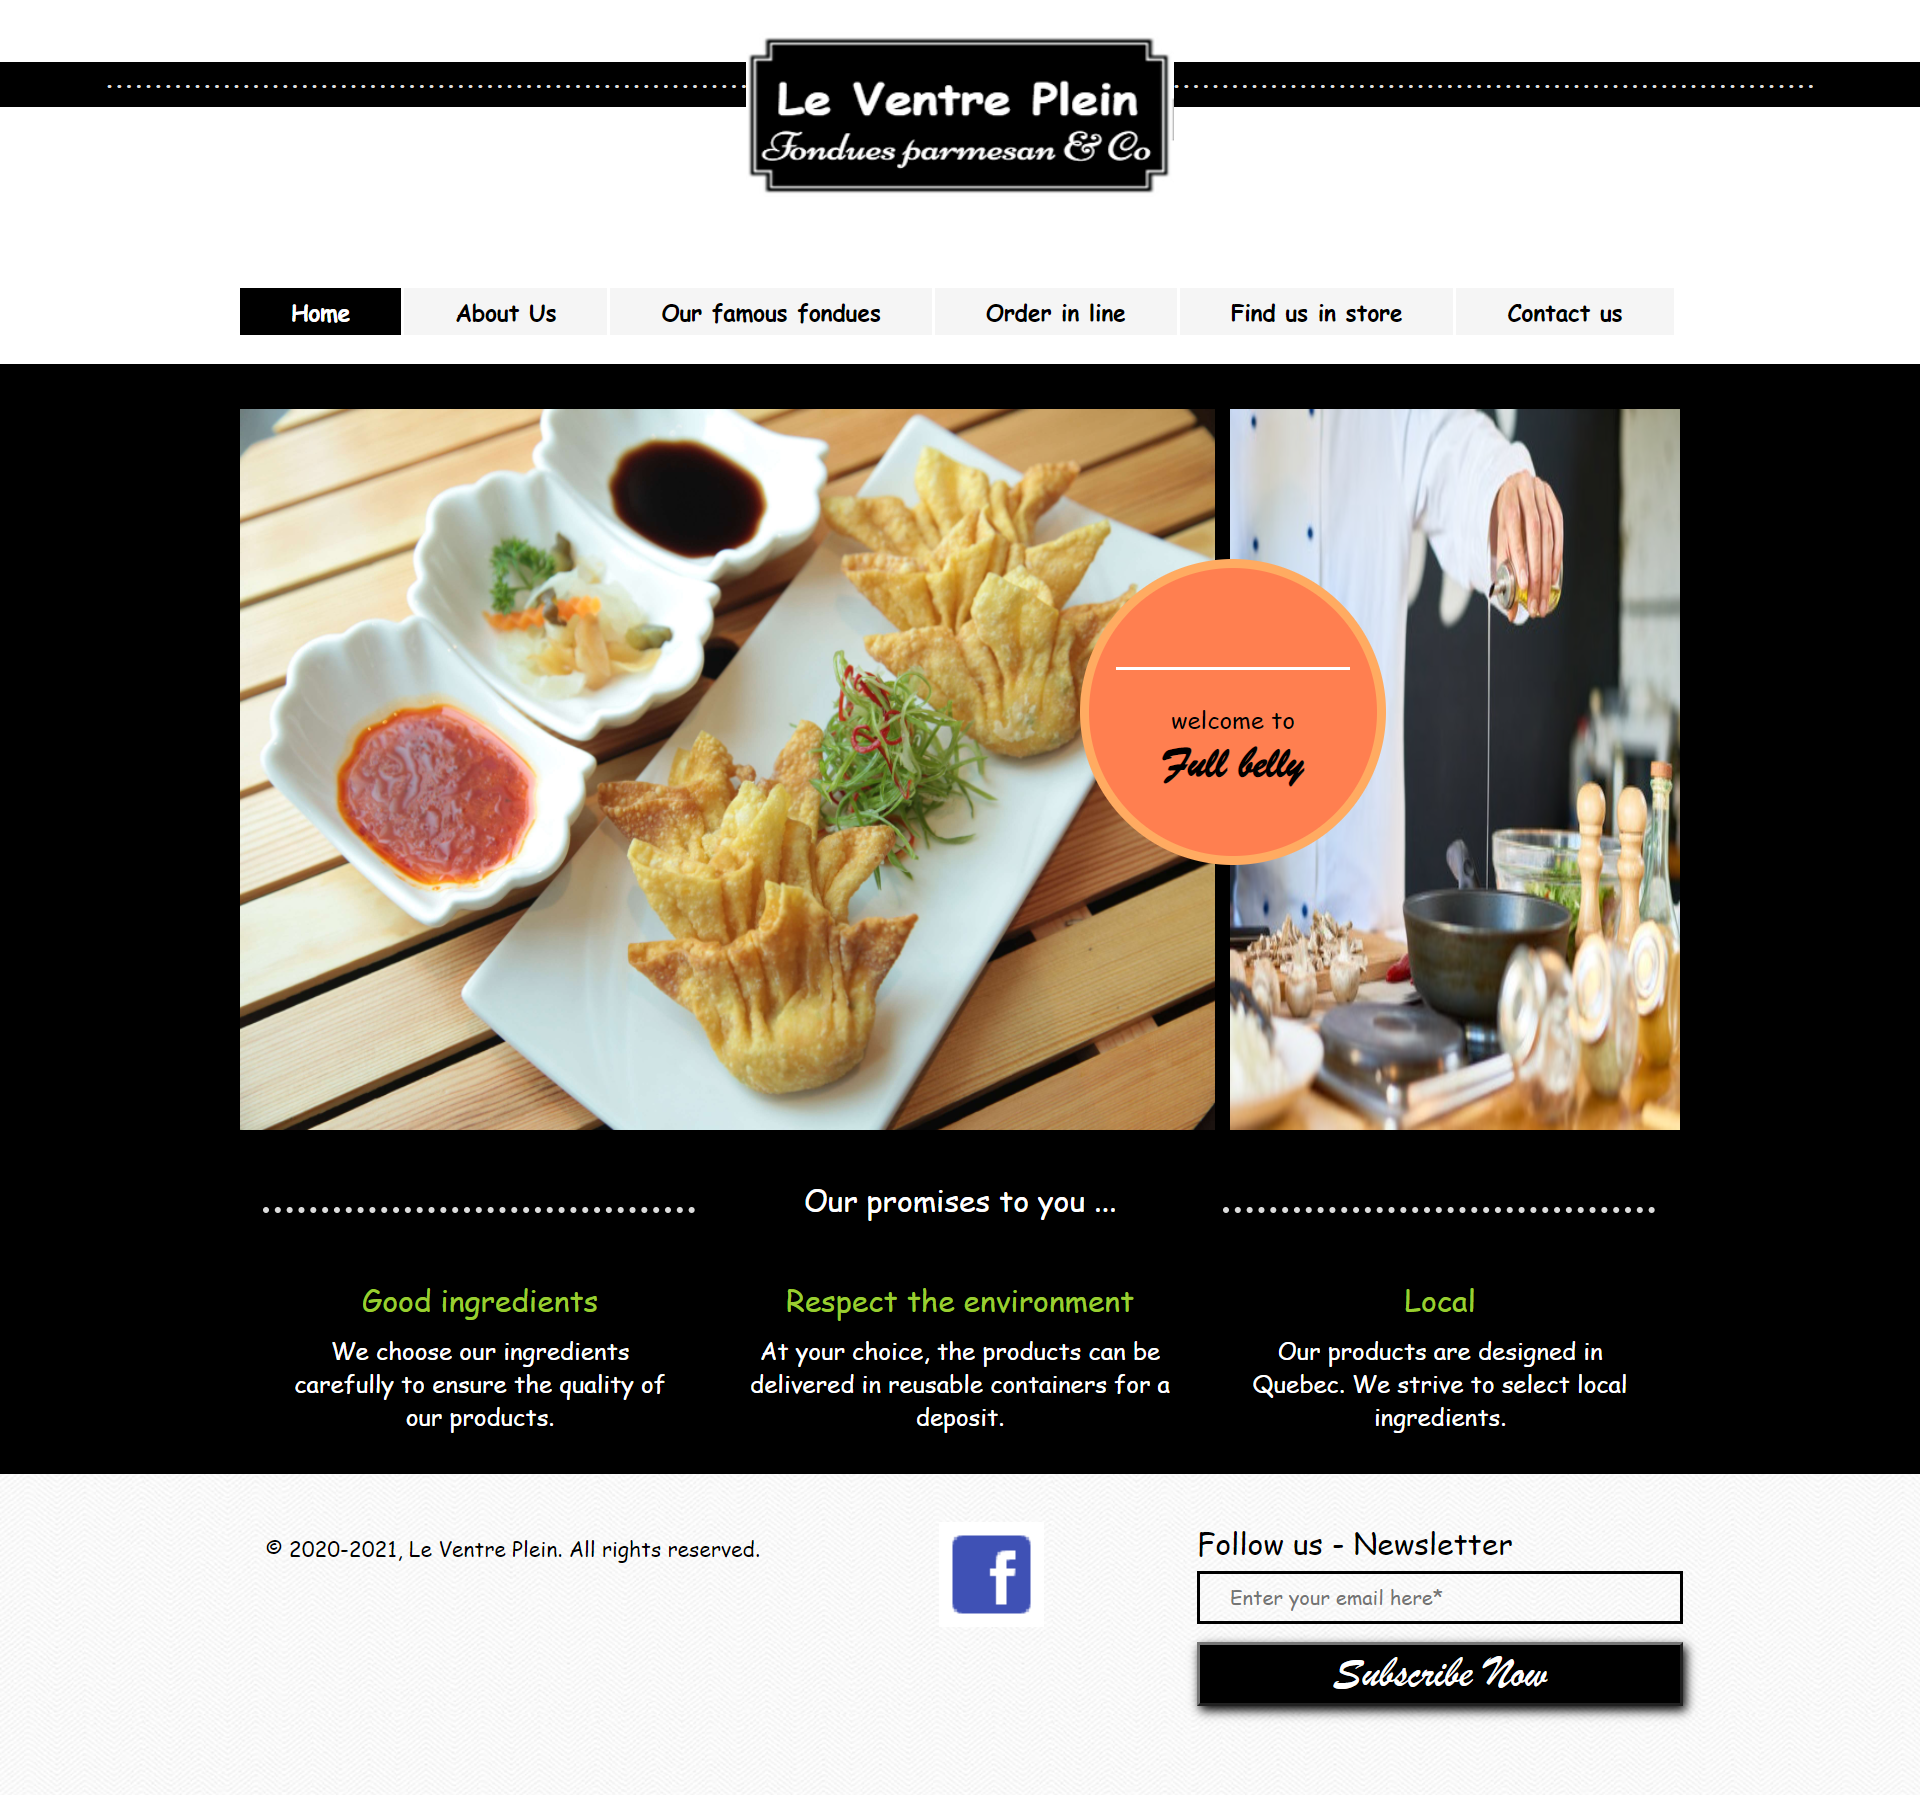 Le Ventre Plein
Fondues parmesan & Co
Home
About Us
Our famous fondues
Order in line
Find us in store
Contact us
welcome to
Full belly
Our promises to you ...
Good ingredients
We choose our ingredients
carefully to ensure the quality of
our products.
Respect the environment
At your choice, the products can be
delivered in reusable containers for a
deposit.
Local
Our products are designed in
Quebec. We strive to select local
ingredients.
© 2020-2021, Le Ventre Plein. All rights reserved.
f
Follow us - Newsletter
Enter your email here*
Subscribe Now